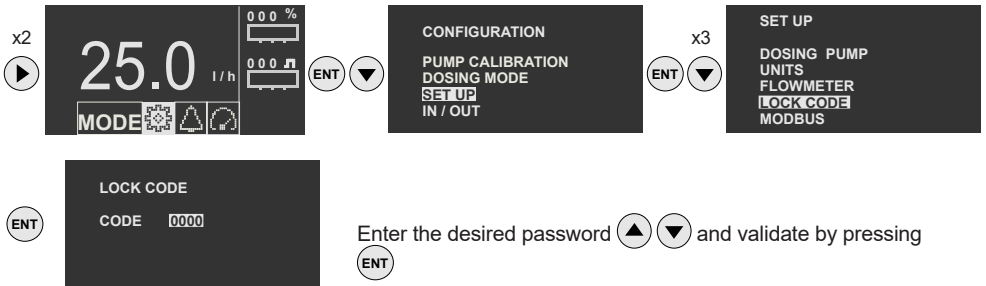 x2
000 %
25.0 l/h
000
MODE
ENT
CONFIGURATION
PUMP CALIBRATION
DOSING MODE
SET UP
IN / OUT
x3
ENT
SET UP
DOSING PUMP
UNITS
FLOWMETER
LOCK CODE
MODBUS
ENT
LOCK CODE
CODE 0000
Enter the desired password and validate by pressing
ENT